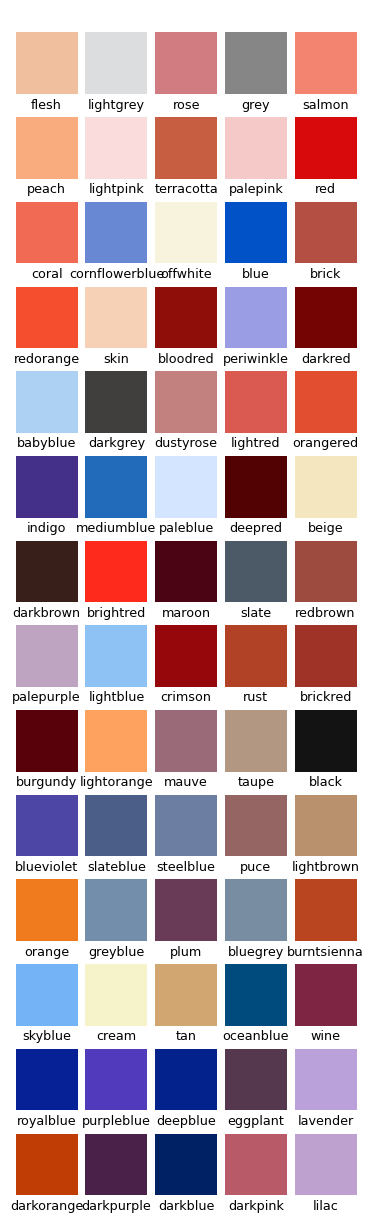 flesh lightgrey rose grey salmon
peach lightpink terracotta palepink red
coral cornflowerblue offwhite blue brick
redorange skin bloodred periwinkle darkred
babyblue darkgrey dustyrose lightred orangered
indigo mediumblue paleblue deepred beige
darkbrown brightred maroon slate redbrown
palepurple lightblue crimson rust brickred
burgundy lightorange mauve taupe black
blueviolet slateblue steelblue puce lightbrown
orange greyblue plum bluegrey burntsienna
skyblue cream tan oceanblue wine
royalblue purpleblue deepblue eggplant lavender
darkorange darkpurple darkblue darkpink lilac